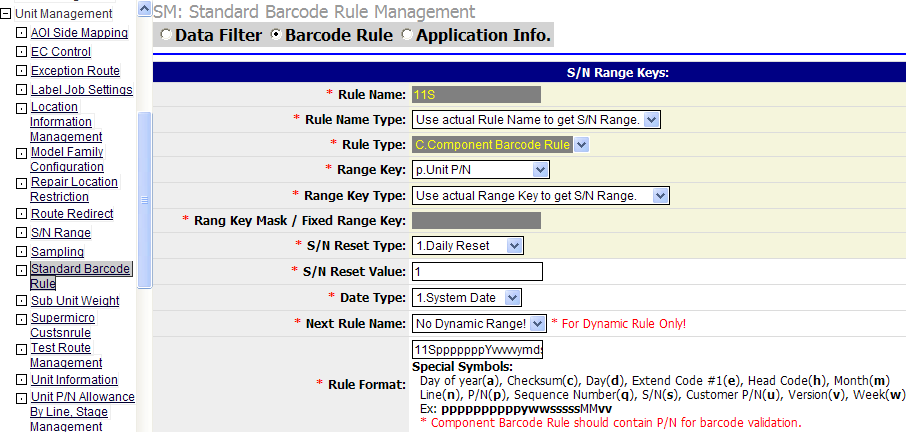 Unit Management
AOI Side Mapping
EC Control
Exception Route
Label Job Settings
Location
Information
Management
Model Family
Configuration
Repair Location
Restriction
Route Redirect
S/N Range
Sampling
Standard Barcode
Rule
Sub Unit Weight
Supermicro
Custsnrule
Test Route
Management
Unit Information
Unit P/N Allowance
By Line, Stage
Management
SM: Standard Barcode Rule Management
Data Filter Barcode Rule Application Info.
S/N Range Keys:
* Rule Name: 11S
* Rule Name Type: Use actual Rule Name to get S/N Range.
* Rule Type: C.Component Barcode Rule
* Range Key: p.Unit P/N
* Range Key Type: Use actual Range Key to get S/N Range.
* Rang Key Mask / Fixed Range Key:
* S/N Reset Type: 1.Daily Reset
* S/N Reset Value: 1
* Date Type: 1.System Date
* Next Rule Name: No Dynamic Range! * For Dynamic Rule Only!
* Rule Format:
Special Symbols:
Day of year(a), Checksum(c), Day(d), Extend Code #1(e), Head Code(h), Month(m)
Line(n), P/N(p), Sequence Number(q), S/N(s), Customer P/N(u), Version(v), Week(w)
Ex: pppppppppppywwsssssMMvv
* Component Barcode Rule should contain P/N for barcode validation.